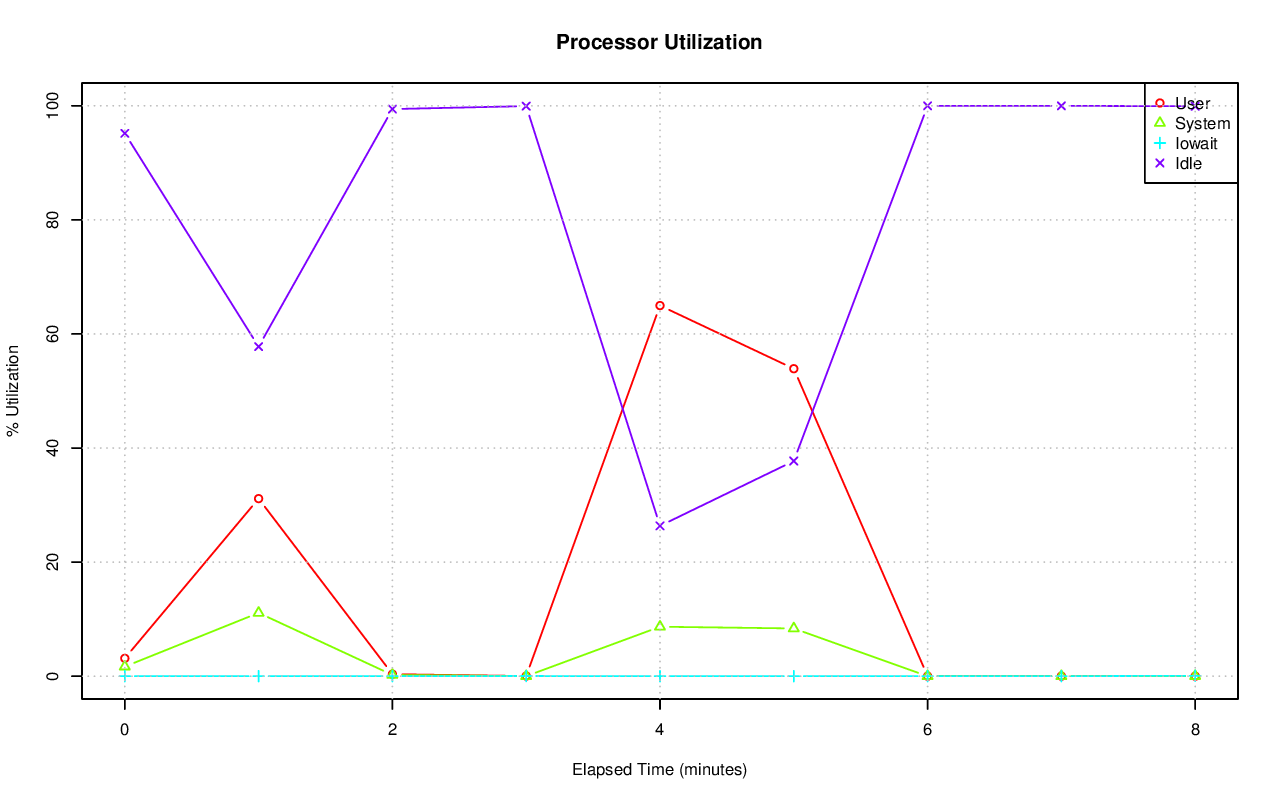 Processor Utilization
100
80
60
40
20
0
% Utilization
User
System
Iowait
Idle
0 2 4 6 8
Elapsed Time (minutes)